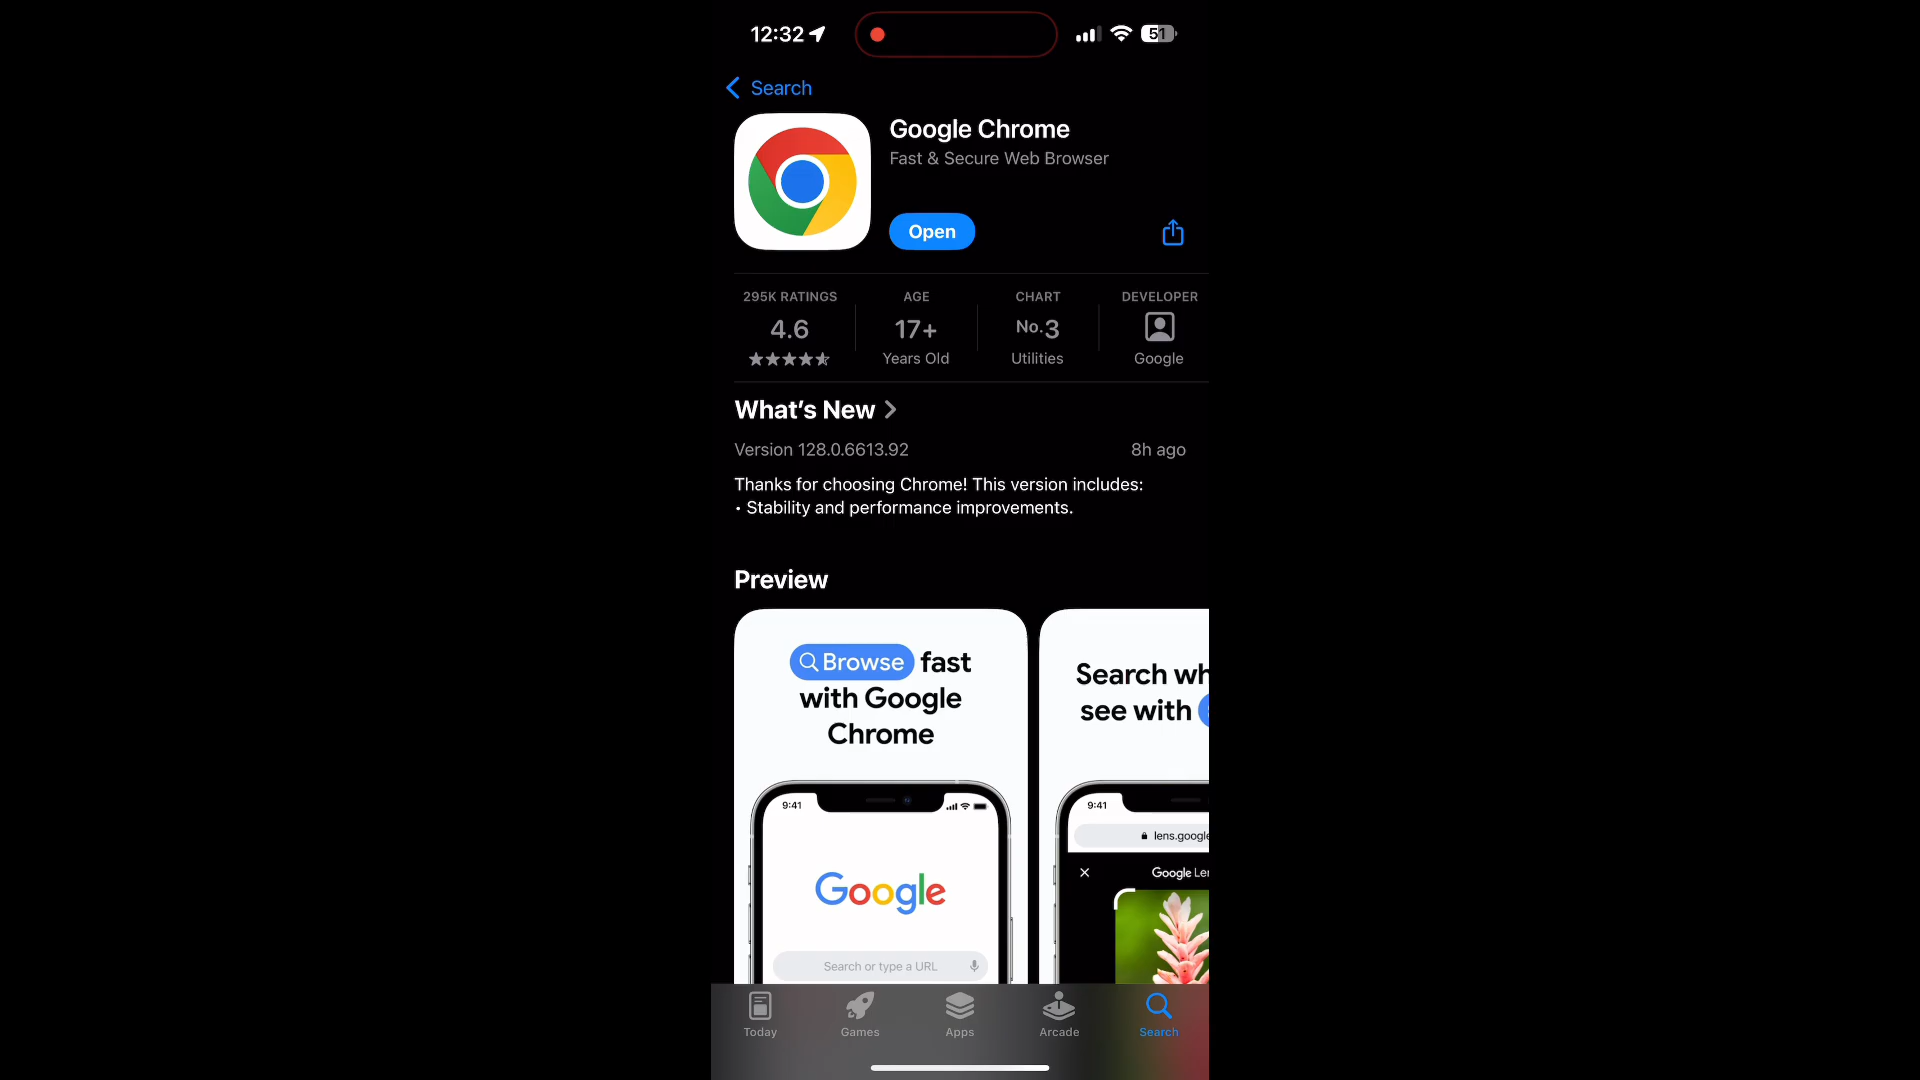 12:32
51
Search
Google Chrome
Fast & Secure Web Browser
Open
295K RATINGS
4.6
AGE
17+
Years Old
CHART
No.3
Utilities
DEVELOPER
Google
What's New
Version 128.0.6613.92
8h ago
Thanks for choosing Chrome! This version includes:
• Stability and performance improvements.
Preview
Browse fast
with Google
Chrome
9:41
Google
Search or type a URL
Search wh
see with
9:41
lens.google
Google Le
Today
Games
Apps
Arcade
Search